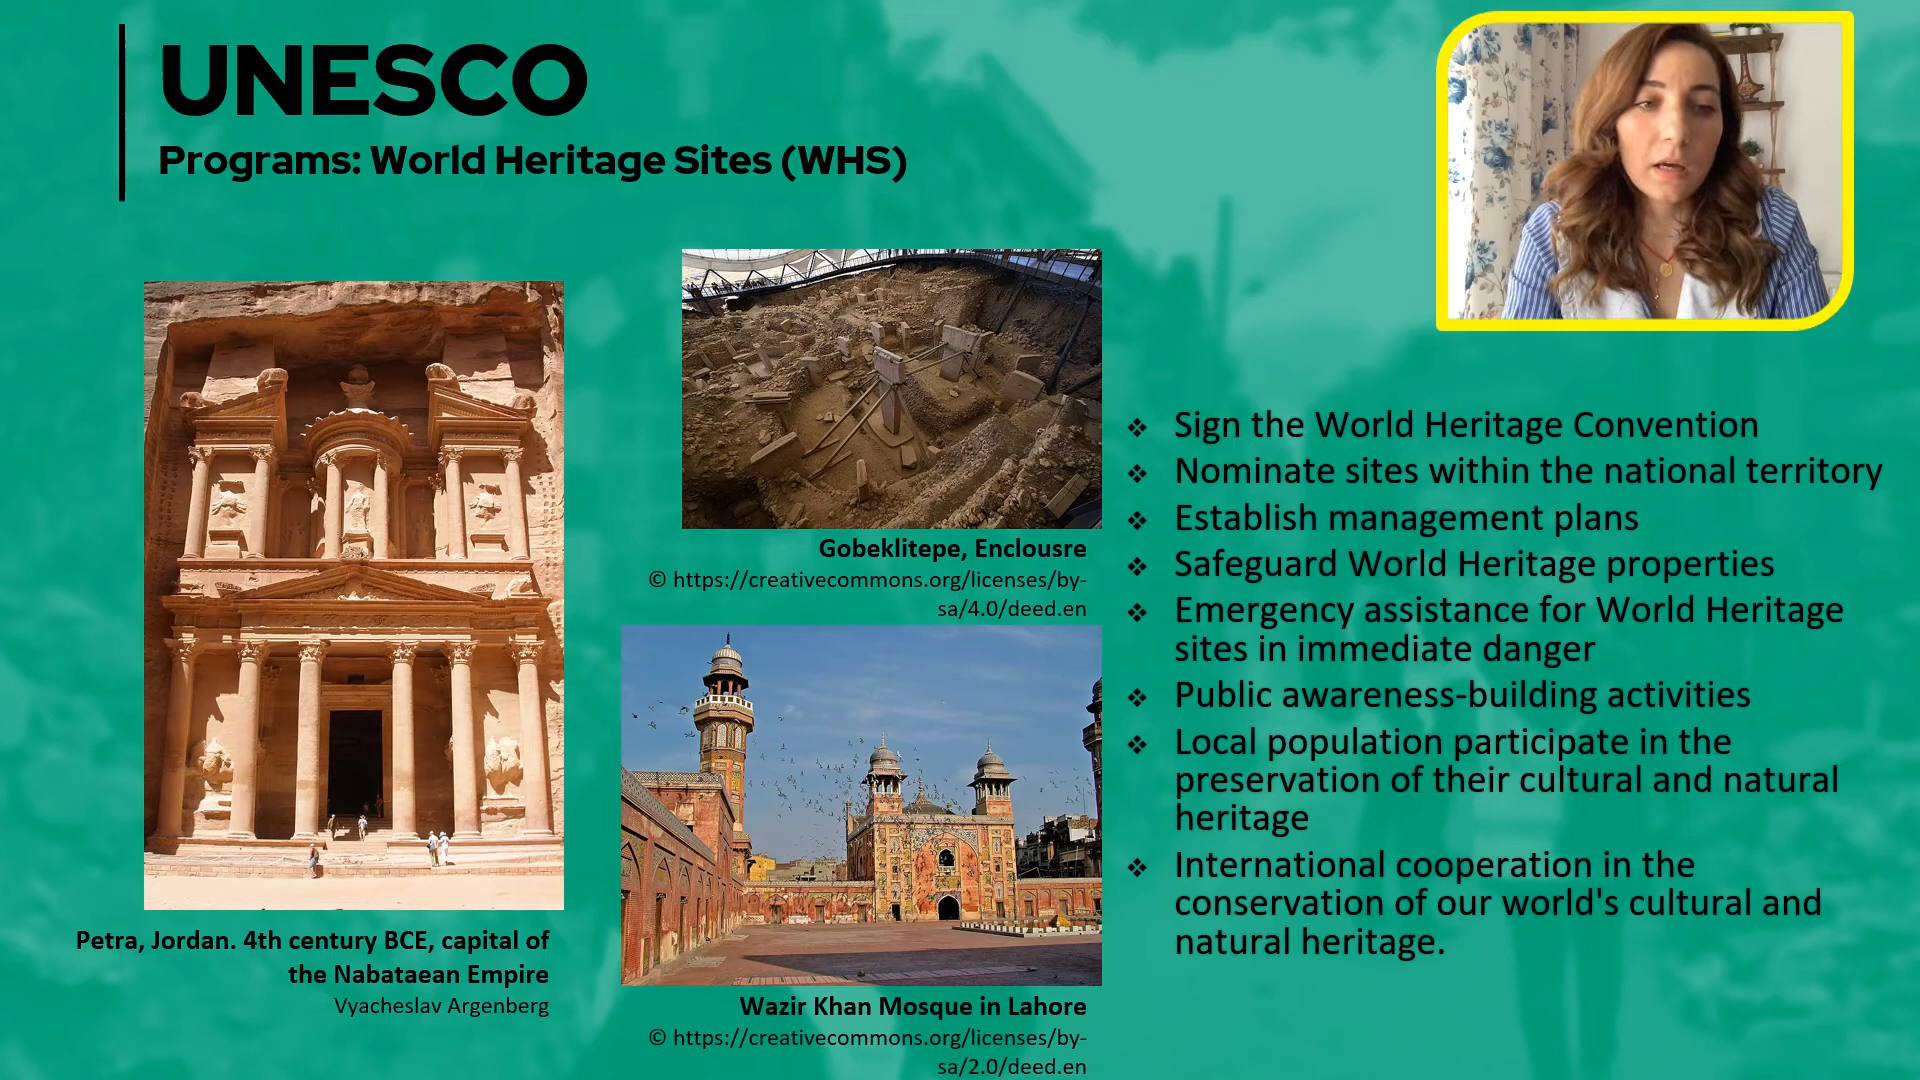 UNESCO
Programs: World Heritage Sites (WHS)
Petra, Jordan. 4th century BCE, capital of
the Nabataean Empire
Vyacheslav Argenberg
Gobeklitepe, Enclousre
© https://creativecommons.org/licenses/by-
sa/4.0/deed.en
Wazir Khan Mosque in Lahore
© https://creativecommons.org/licenses/by-
sa/2.0/deed.en
❖ Sign the World Heritage Convention
❖ Nominate sites within the national territory
❖ Establish management plans
❖ Safeguard World Heritage properties
❖ Emergency assistance for World Heritage
sites in immediate danger
❖ Public awareness-building activities
❖ Local population participate in the
preservation of their cultural and natural
heritage
❖ International cooperation in the
conservation of our world's cultural and
natural heritage.